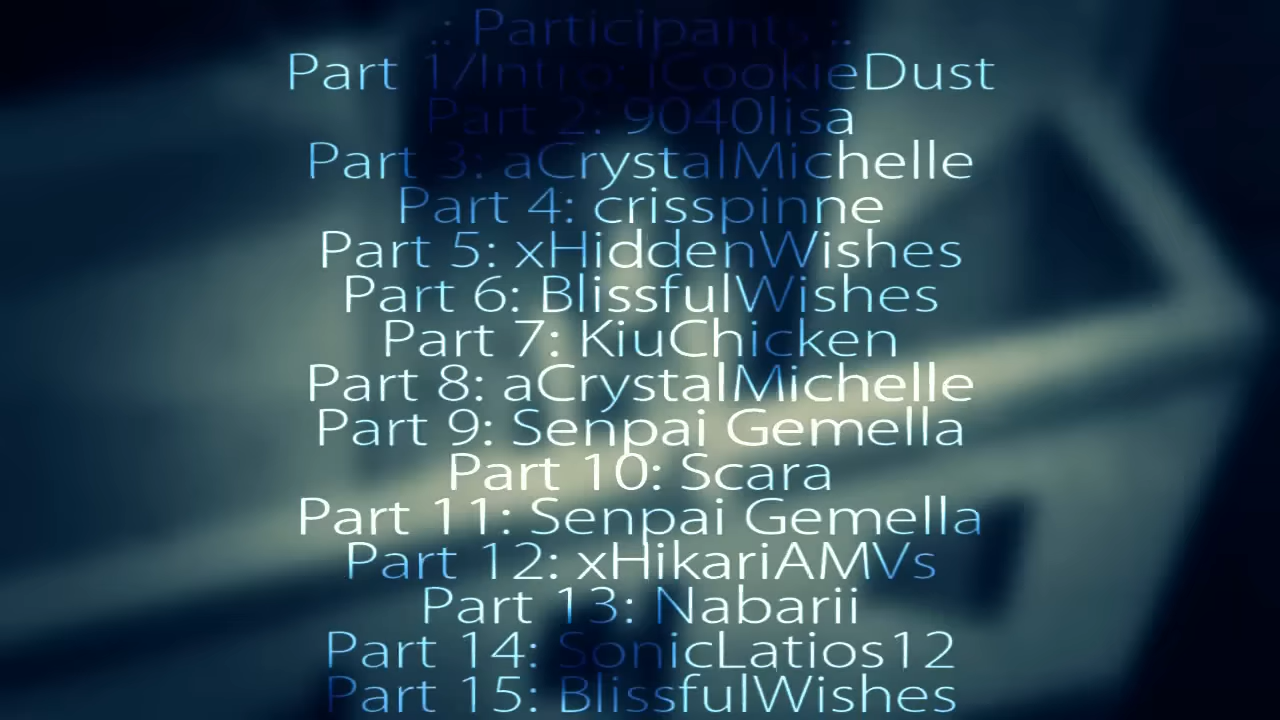 .: Participants :.
Part 1/Intro: iCookieDust
Part 2: 9040lisa
Part 3: aCrystalMichelle
Part 4: crisspinne
Part 5: xHiddenWishes
Part 6: BlissfulWishes
Part 7: KiuChicken
Part 8: aCrystalMichelle
Part 9: Senpai Gemella
Part 10: Scara
Part 11: Senpai Gemella
Part 12: xHikariAMVs
Part 13: Nabarii
Part 14: SonicLatios12
Part 15: BlissfulWishes